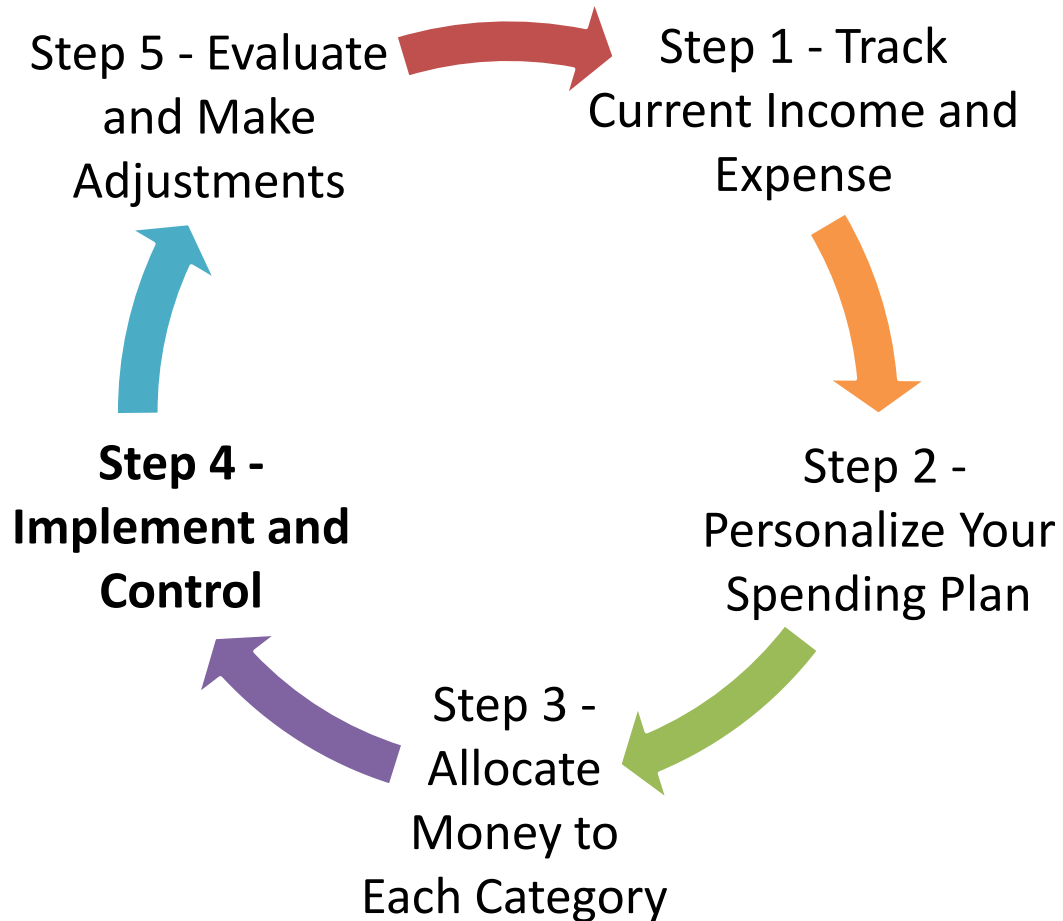 Step 1 - Track
Current Income and
Expense
Step 2 -
Personalize Your
Spending Plan
Step 3 -
Allocate
Money to
Each Category
Step 4 -
Implement and
Control
Step 5 - Evaluate
and Make
Adjustments